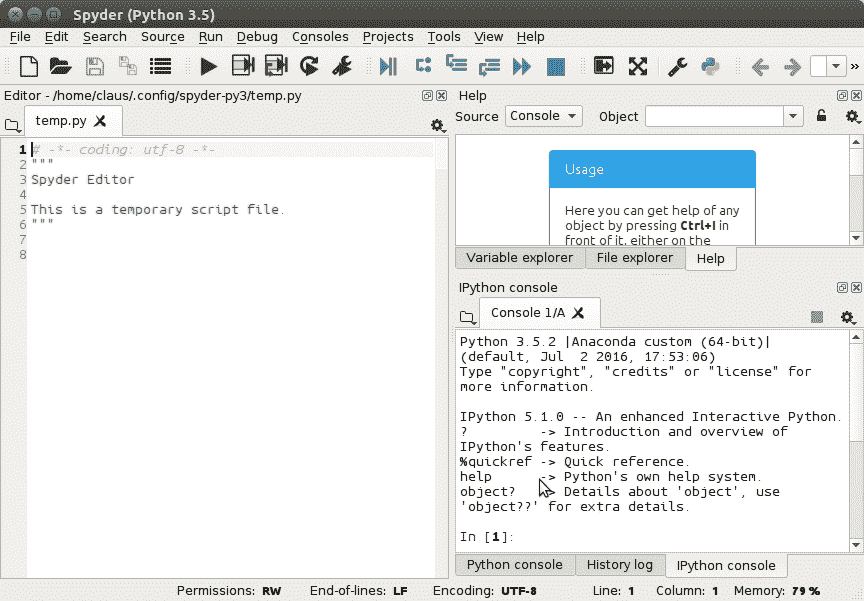 Spyder (Python 3.5)
File Edit Search Source Run Debug Consoles Projects Tools View Help
Editor - /home/claus/.config/spyder-py3/temp.py
temp.py
1 # -*- coding: utf-8 -*-
2 """
3 Spyder Editor
4
5 This is a temporary script file.
6 """
7
8
Help
Source Console Object
Usage
Here you can get help of any
object by pressing Ctrl+I in
front of it, either on the
Variable explorer File explorer Help
IPython console
Console 1/A
Python 3.5.2 |Anaconda custom (64-bit)|
(default, Jul  2 2016, 17:53:06)
Type "copyright", "credits" or "license" for
more information.
IPython 5.1.0 -- An enhanced Interactive Python.
?         -> Introduction and overview of
IPython's features.
%quickref -> Quick reference.
help      -> Python's own help system.
object?   -> Details about 'object', use
'object??' for extra details.
In [1]:
Python console History log IPython console
Permissions: RW End-of-lines: LF Encoding: UTF-8 Line: 1 Column: 1 Memory: 79 %